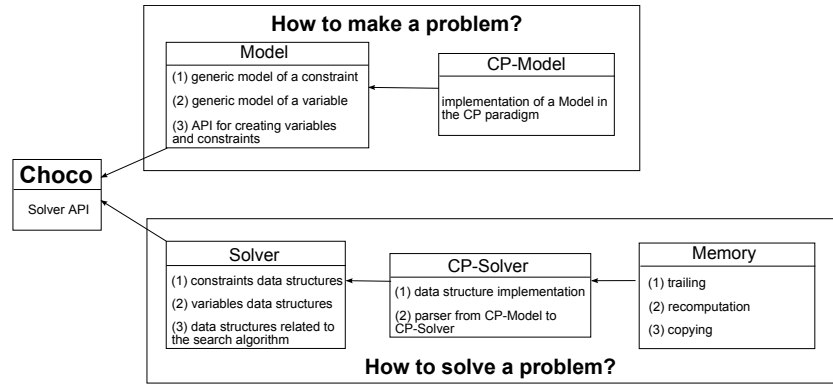 How to make a problem?
Model
(1) generic model of a constraint
(2) generic model of a variable
(3) API for creating variables
and constraints
CP-Model
implementation of a Model in
the CP paradigm
Choco
Solver API
Solver
(1) constraints data structures
(2) variables data structures
(3) data structures related to
the search algorithm
CP-Solver
(1) data structure implementation
(2) parser from CP-Model to
CP-Solver
Memory
(1) trailing
(2) recomputation
(3) copying
How to solve a problem?